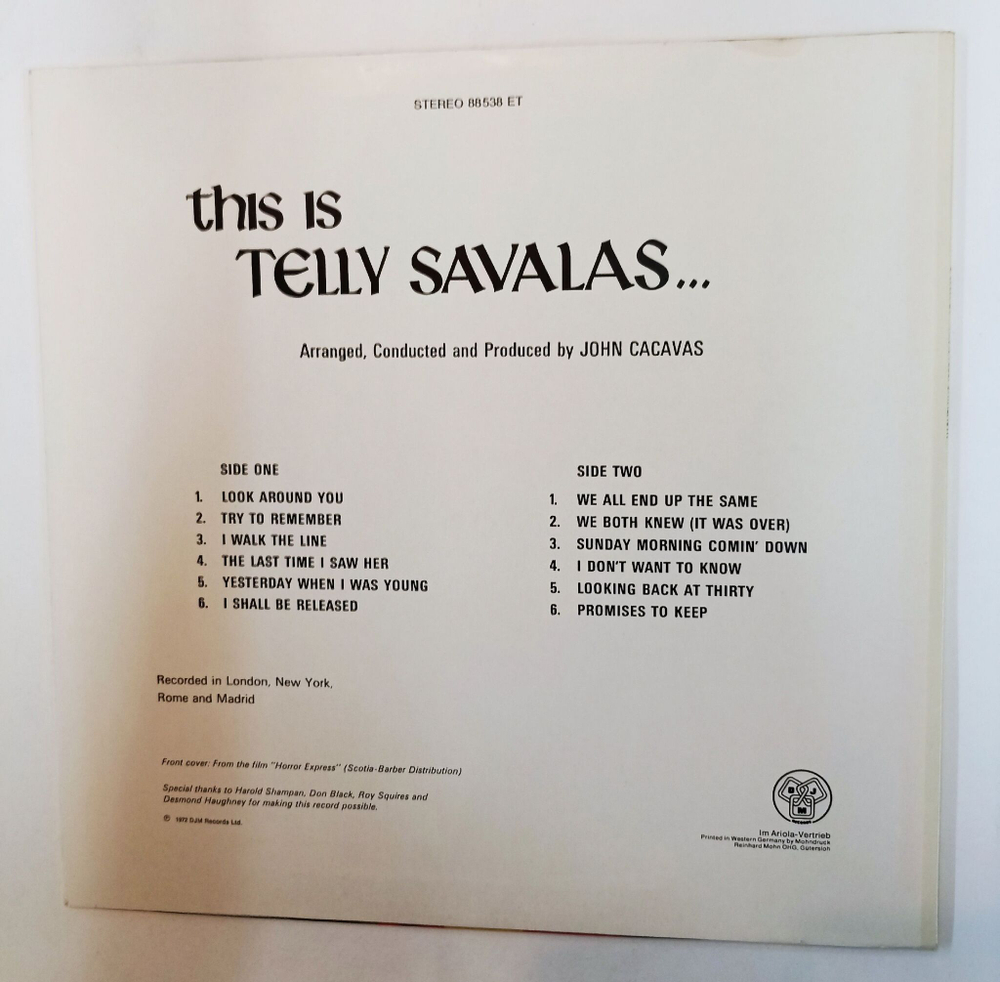 STEREO 88538 ET
this is
TELLY SAVALAS...
Arranged, Conducted and Produced by JOHN CACAVAS
SIDE ONE
1. LOOK AROUND YOU
2. TRY TO REMEMBER
3. I WALK THE LINE
4. THE LAST TIME I SAW HER
5. YESTERDAY WHEN I WAS YOUNG
6. I SHALL BE RELEASED
SIDE TWO
1. WE ALL END UP THE SAME
2. WE BOTH KNEW (IT WAS OVER)
3. SUNDAY MORNING COMIN' DOWN
4. I DON'T WANT TO KNOW
5. LOOKING BACK AT THIRTY
6. PROMISES TO KEEP
Recorded in London, New York,
Rome and Madrid
Front cover: From the film "Horror Express" (Scotia-Barber Distribution)
Special thanks to Harold Shampan, Don Black, Roy Squires and
Desmond Haughney for making this record possible.
℗ 1972 DJM Records Ltd.
D J
M
RECORDS
Im Ariola-Vertrieb
Printed in Western Germany by Mohndruck
Reinhard Mohn OHG, Gütersloh